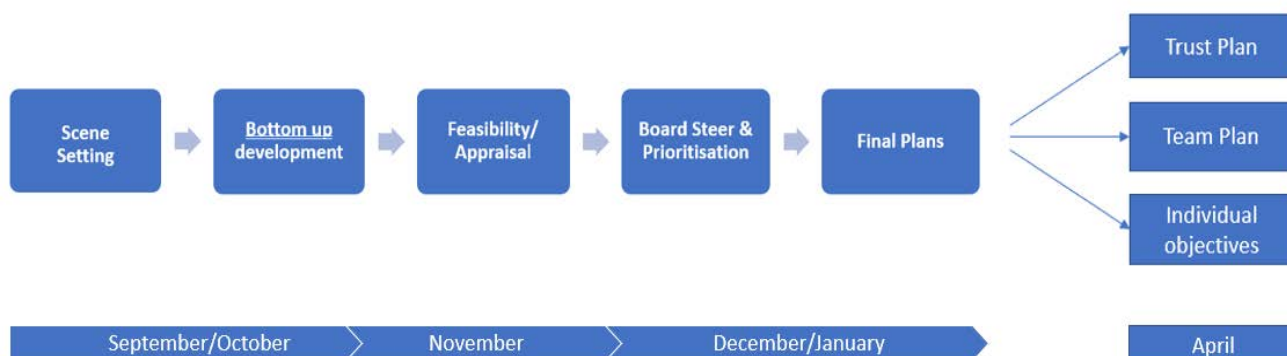 Scene
Setting
Bottom up
development
Feasibility/
Appraisal
Board Steer &
Prioritisation
Final Plans
Trust Plan
Team Plan
Individual
objectives
September/October
November
December/January
April